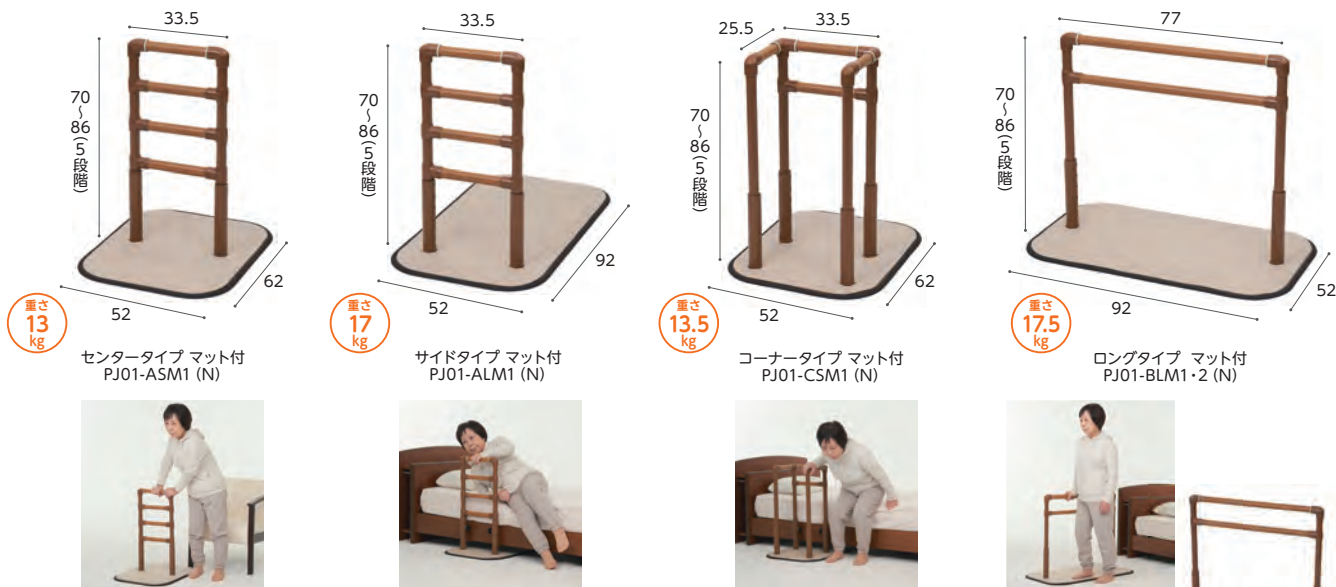 33.5
70〜86(5段階)
62
52
重さ
13
kg
センタータイプ マット付
PJ01-ASM1 (N)
33.5
70〜86(5段階)
92
52
重さ
17
kg
サイドタイプ マット付
PJ01-ALM1 (N)
25.5
33.5
70〜86(5段階)
62
52
重さ
13.5
kg
コーナータイプ マット付
PJ01-CSM1 (N)
77
70〜86(5段階)
52
92
重さ
17.5
kg
ロングタイプ マット付
PJ01-BLM1・2 (N)